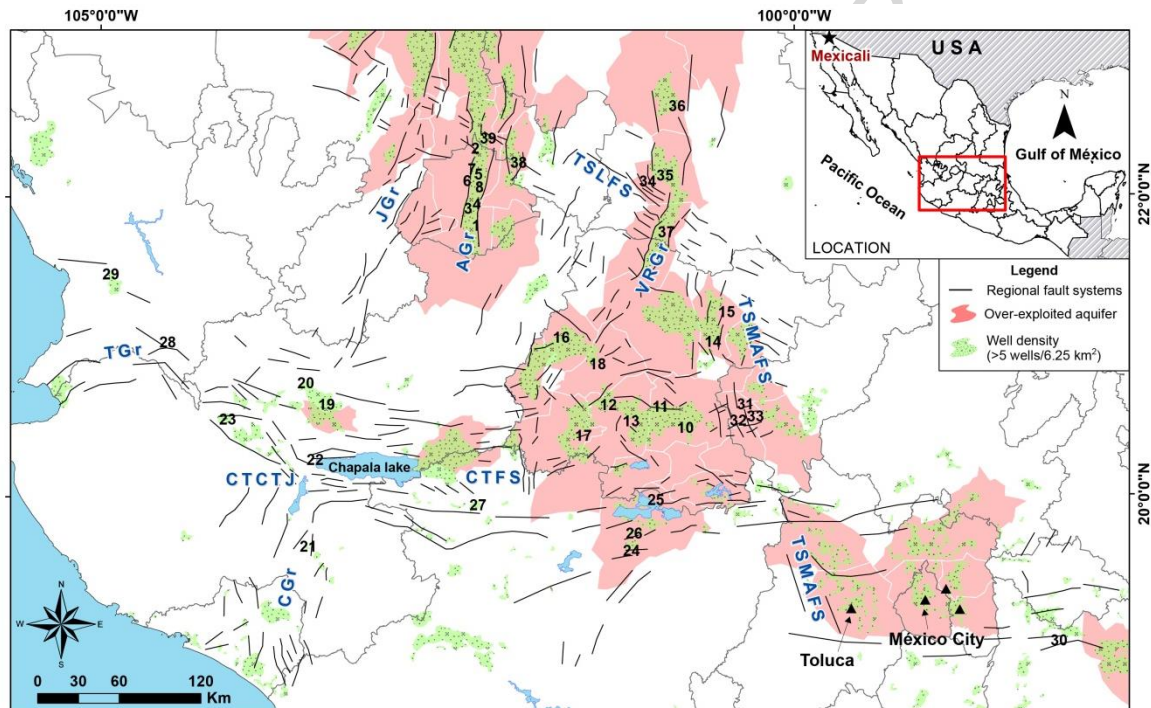 105°0'0"W
100°0'0"W
USA
Mexicali
N
Gulf of México
Pacific Ocean
LOCATION
22°0'0"N
20°0'0"N
Legend
Regional fault systems
Over-exploited aquifer
Well density
(>5 wells/6.25 km²)
36
39
2
38
7
5
6
8
34
35
TSLFS
JGr
3
4
1
37
AGr
VRGr
29
15
TSMAFS
28
16
14
TGr
18
20
19
12
11
31
23
13
10
32
33
17
22
Chapala lake
CTCTJ
CTFS
25
27
26
21
24
TSMAFS
CGr
N
W
E
S
México City
30
Toluca
0
30
60
120
Km